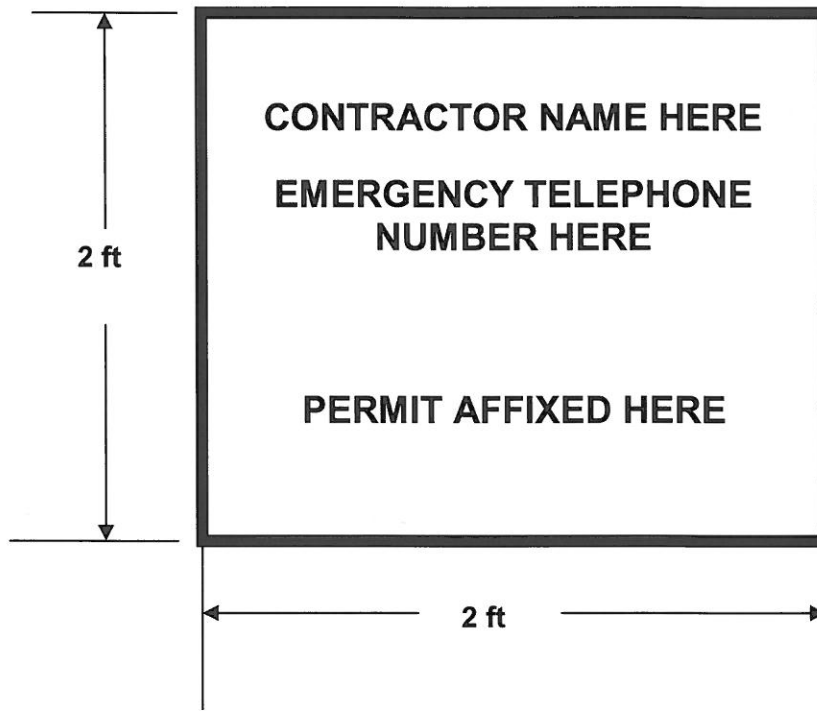 CONTRACTOR NAME HERE
EMERGENCY TELEPHONE
NUMBER HERE
2 ft
PERMIT AFFIXED HERE
2 ft